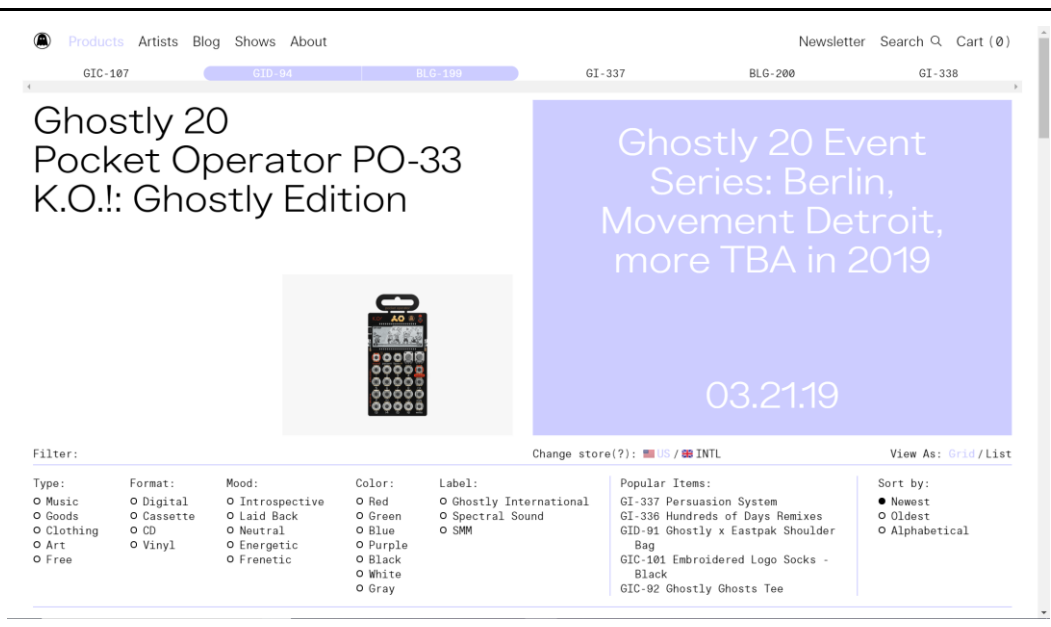 Products Artists Blog Shows About
Newsletter Search Cart (0)
GIC-107 GID-94 BLG-199 GI-337 BLG-200 GI-338
Ghostly 20
Pocket Operator PO-33
K.O.!: Ghostly Edition
Ghostly 20 Event
Series: Berlin,
Movement Detroit,
more TBA in 2019
03.21.19
Filter:
Change store(?): US / INTL
View As: Grid / List
Type:
Music
Goods
Clothing
Art
Free
Format:
Digital
Cassette
CD
Vinyl
Mood:
Introspective
Laid Back
Neutral
Energetic
Frenetic
Color:
Red
Green
Blue
Purple
Black
White
Gray
Label:
Ghostly International
Spectral Sound
SMM
Popular Items:
GI-337 Persuasion System
GI-336 Hundreds of Days Remixes
GID-91 Ghostly x Eastpak Shoulder
Bag
GIC-101 Embroidered Logo Socks -
Black
GIC-92 Ghostly Ghosts Tee
Sort by:
Newest
Oldest
Alphabetical